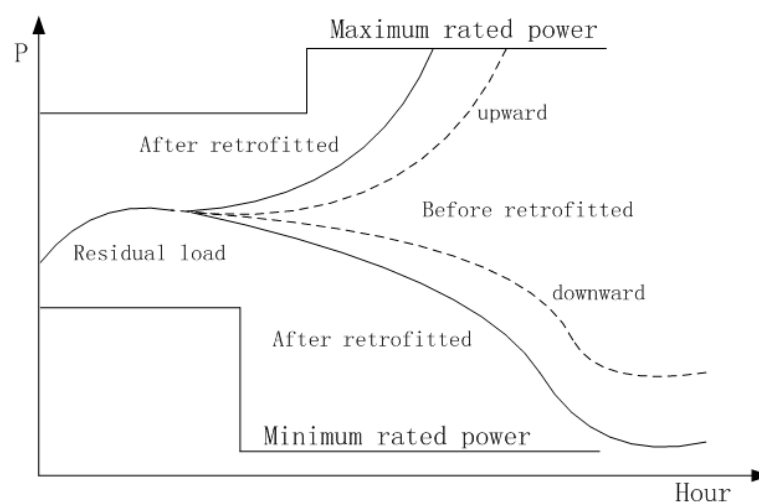 Maximum rated power
P
upward
After retrofitted
Before retrofitted
Residual load
downward
After retrofitted
Minimum rated power
Hour